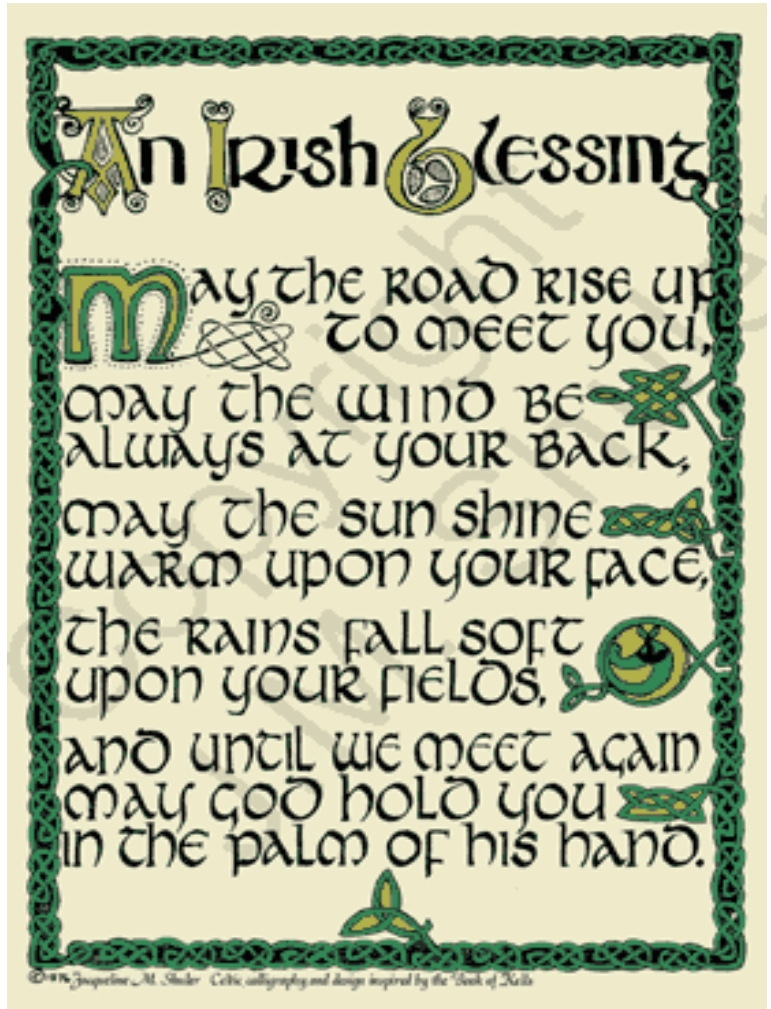 An Irish Blessing
May the road rise up
to meet you,
may the wind be
always at your back,
may the sun shine
warm upon your face,
the rains fall soft
upon your fields,
and until we meet again
may God hold you
in the palm of his hand.
© Jacqueline M. Shuler Celtic calligraphy and design inspired by the Book of Kells
Copyright